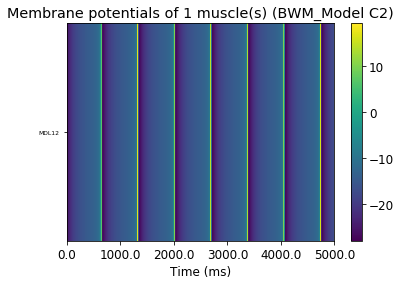 Membrane potentials of 1 muscle(s) (BWM_Model C2)
MDL12
10
0
−10
−20
0.0 1000.0 2000.0 3000.0 4000.0 5000.0
Time (ms)